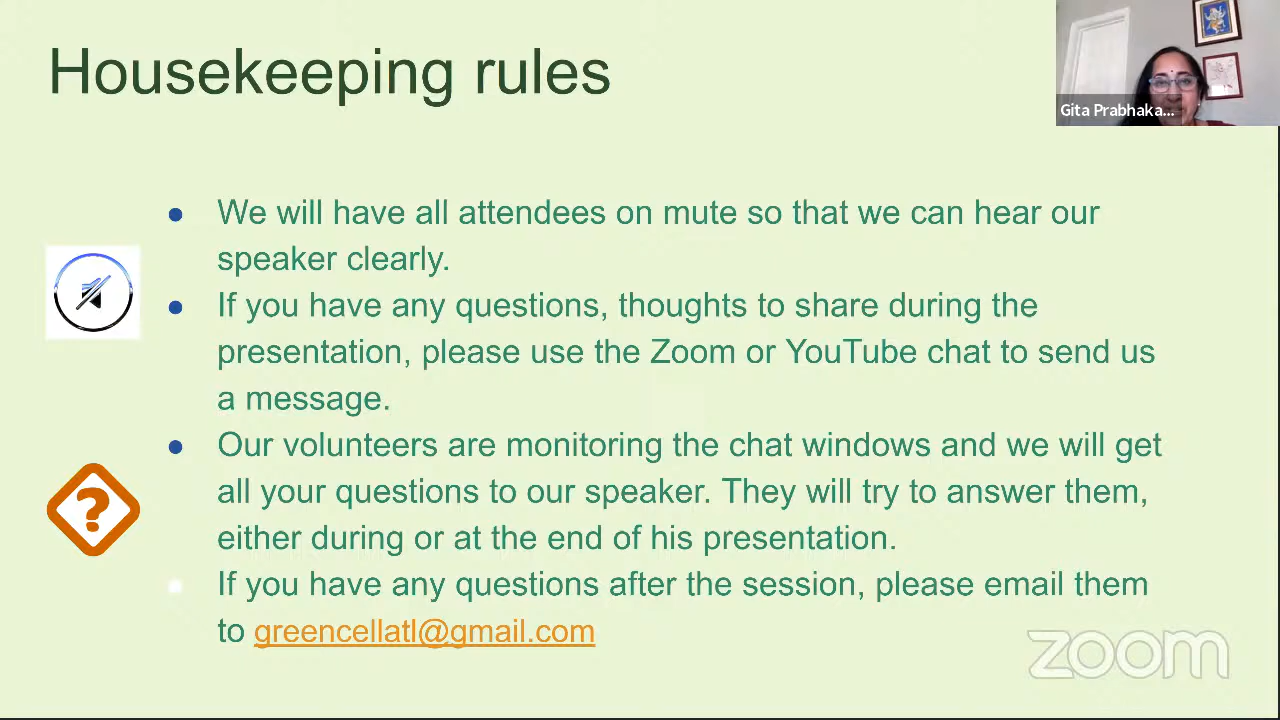 Housekeeping rules
Gita Prabhaka...
We will have all attendees on mute so that we can hear our
speaker clearly.
If you have any questions, thoughts to share during the
presentation, please use the Zoom or YouTube chat to send us
a message.
Our volunteers are monitoring the chat windows and we will get
all your questions to our speaker. They will try to answer them,
either during or at the end of his presentation.
If you have any questions after the session, please email them
to greencellatl@gmail.com
?
zoom